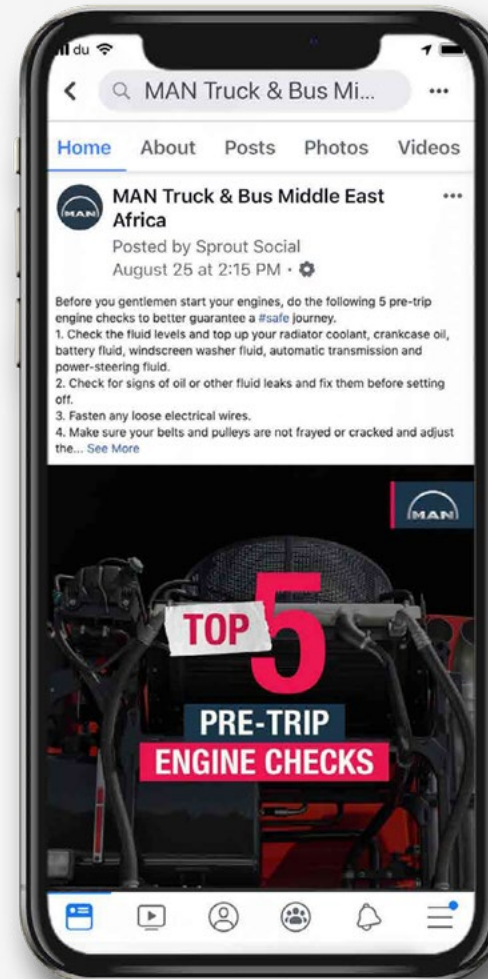 du
MAN Truck & Bus Mi...
Home About Posts Photos Videos
MAN
MAN Truck & Bus Middle East
Africa
Posted by Sprout Social
August 25 at 2:15 PM ·
Before you gentlemen start your engines, do the following 5 pre-trip
engine checks to better guarantee a #safe journey.
1. Check the fluid levels and top up your radiator coolant, crankcase oil,
battery fluid, windscreen washer fluid, automatic transmission and
power-steering fluid.
2. Check for signs of oil or other fluid leaks and fix them before setting
off.
3. Fasten any loose electrical wires.
4. Make sure your belts and pulleys are not frayed or cracked and adjust
the... See More
MAN
TOP 5
PRE-TRIP
ENGINE CHECKS